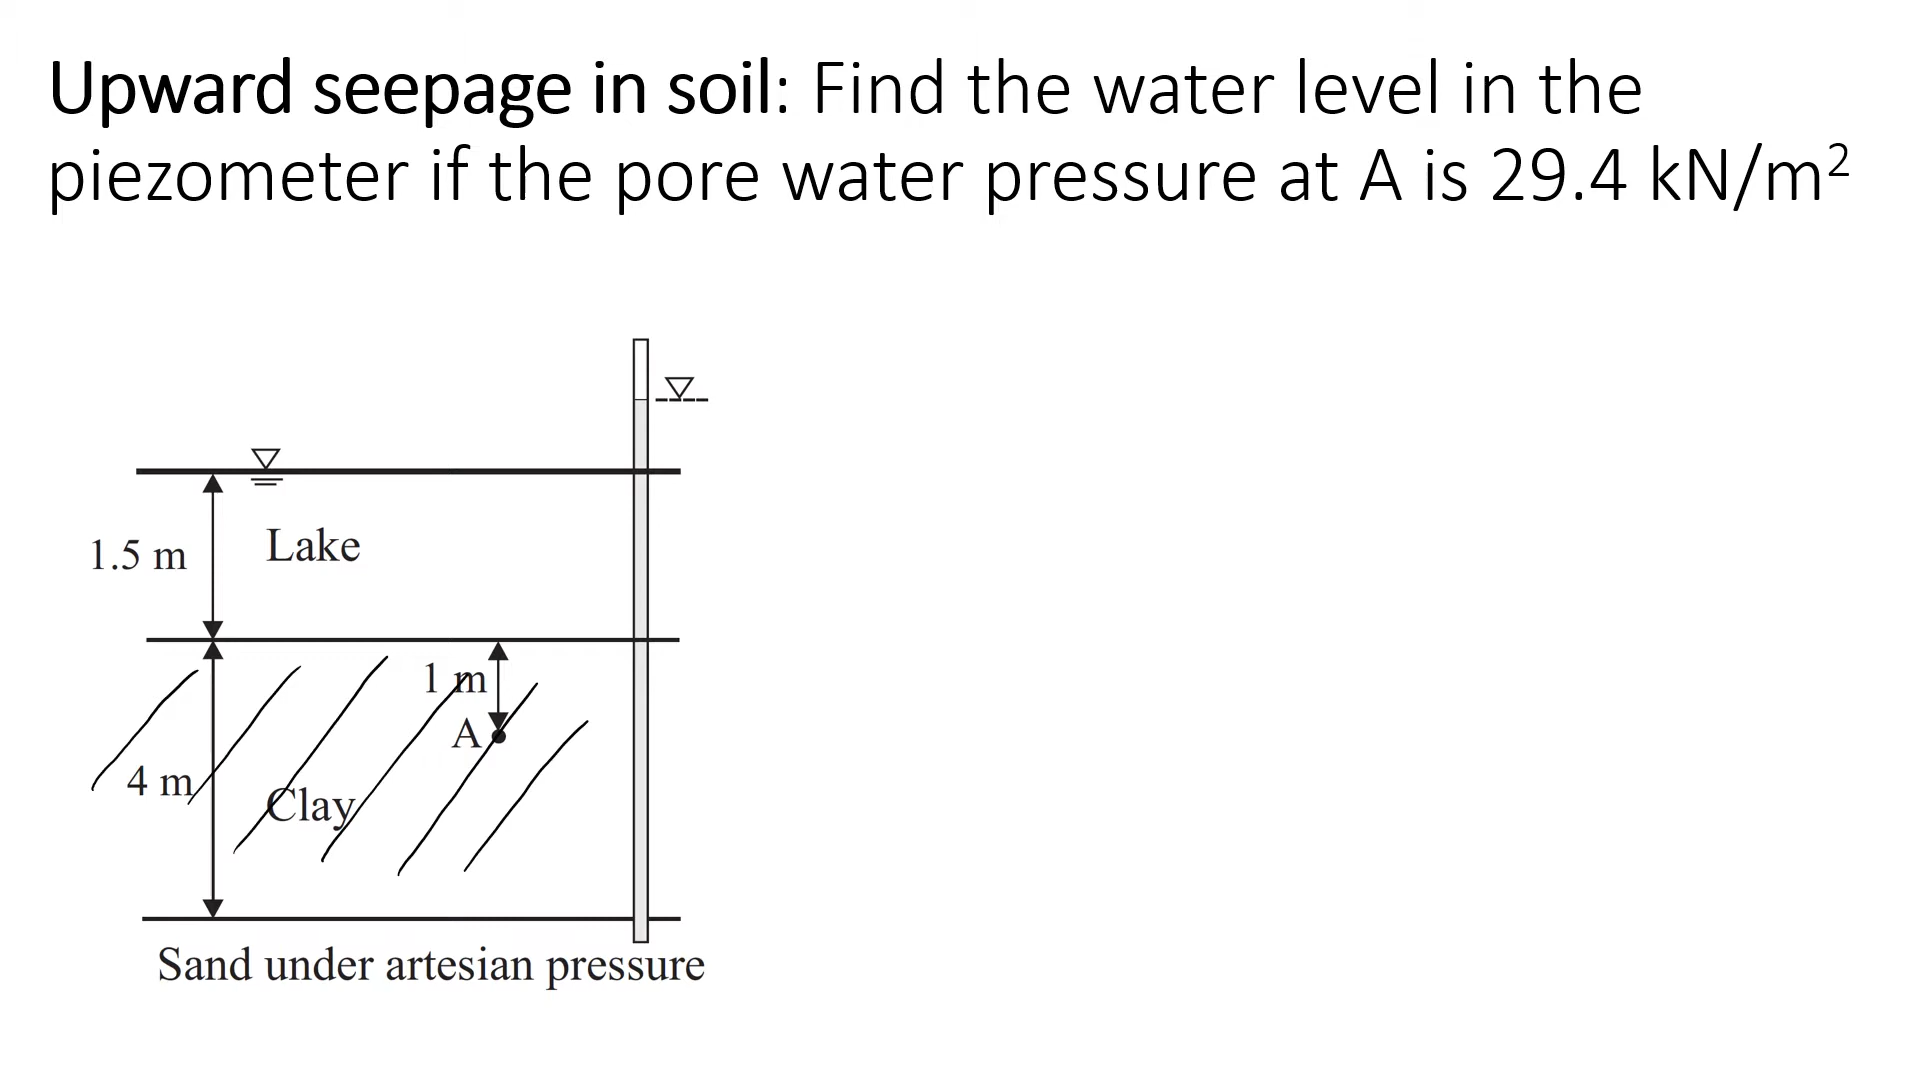 Upward seepage in soil: Find the water level in the
piezometer if the pore water pressure at A is 29.4 kN/m²
1.5 m
Lake
1 m
A
4 m
Clay
Sand under artesian pressure